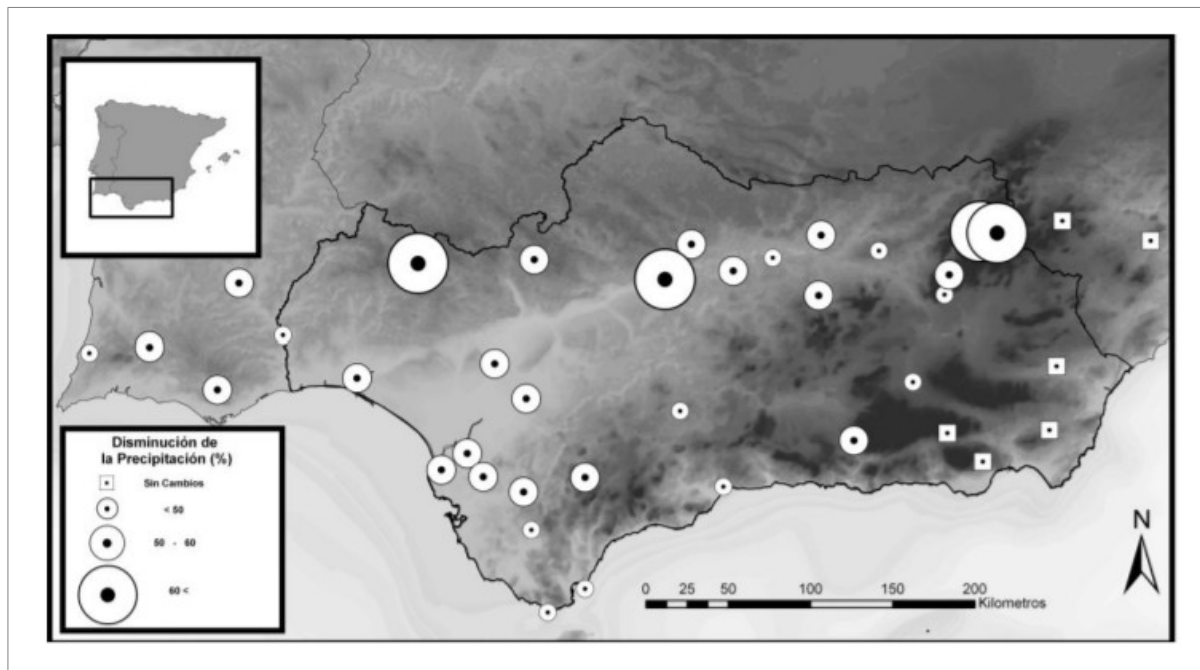 Disminución de
la Precipitación (%)
Sin Cambios
< 50
50 - 60
60 <
N
0 25 50 100 150 200
Kilometros